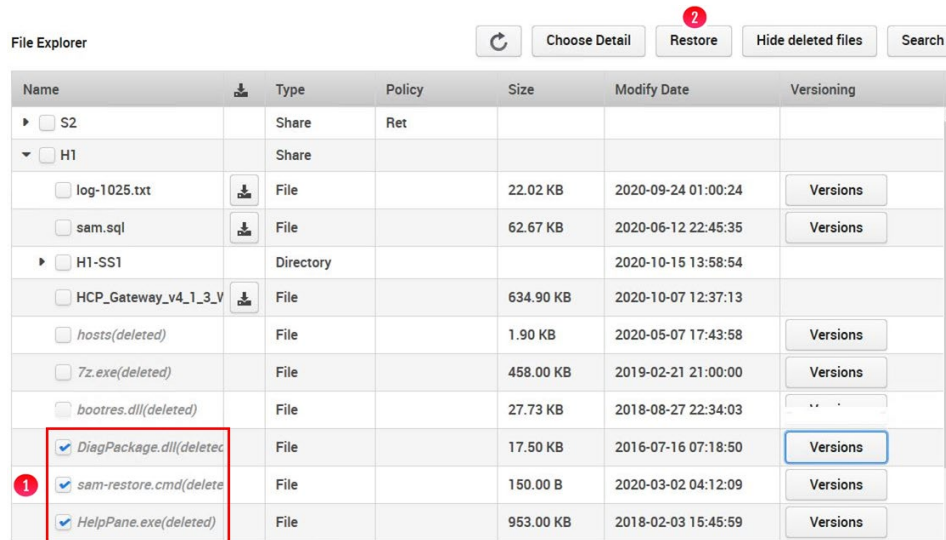 2
File Explorer Choose Detail Restore Hide deleted files Search
Name Type Policy Size Modify Date Versioning
S2 Share Ret
H1 Share
log-1025.txt File 22.02 KB 2020-09-24 01:00:24 Versions
sam.sql File 62.67 KB 2020-06-12 22:45:35 Versions
H1-SS1 Directory 2020-10-15 13:58:54
HCP_Gateway_v4_1_3_V File 634.90 KB 2020-10-07 12:37:13
hosts(deleted) File 1.90 KB 2020-05-07 17:43:58 Versions
7z.exe(deleted) File 458.00 KB 2019-02-21 21:00:00 Versions
bootres.dll(deleted) File 27.73 KB 2018-08-27 22:34:03
DiagPackage.dll(deleted File 17.50 KB 2016-07-16 07:18:50 Versions
1 sam-restore.cmd(delete File 150.00 B 2020-03-02 04:12:09 Versions
HelpPane.exe(deleted) File 953.00 KB 2018-02-03 15:45:59 Versions